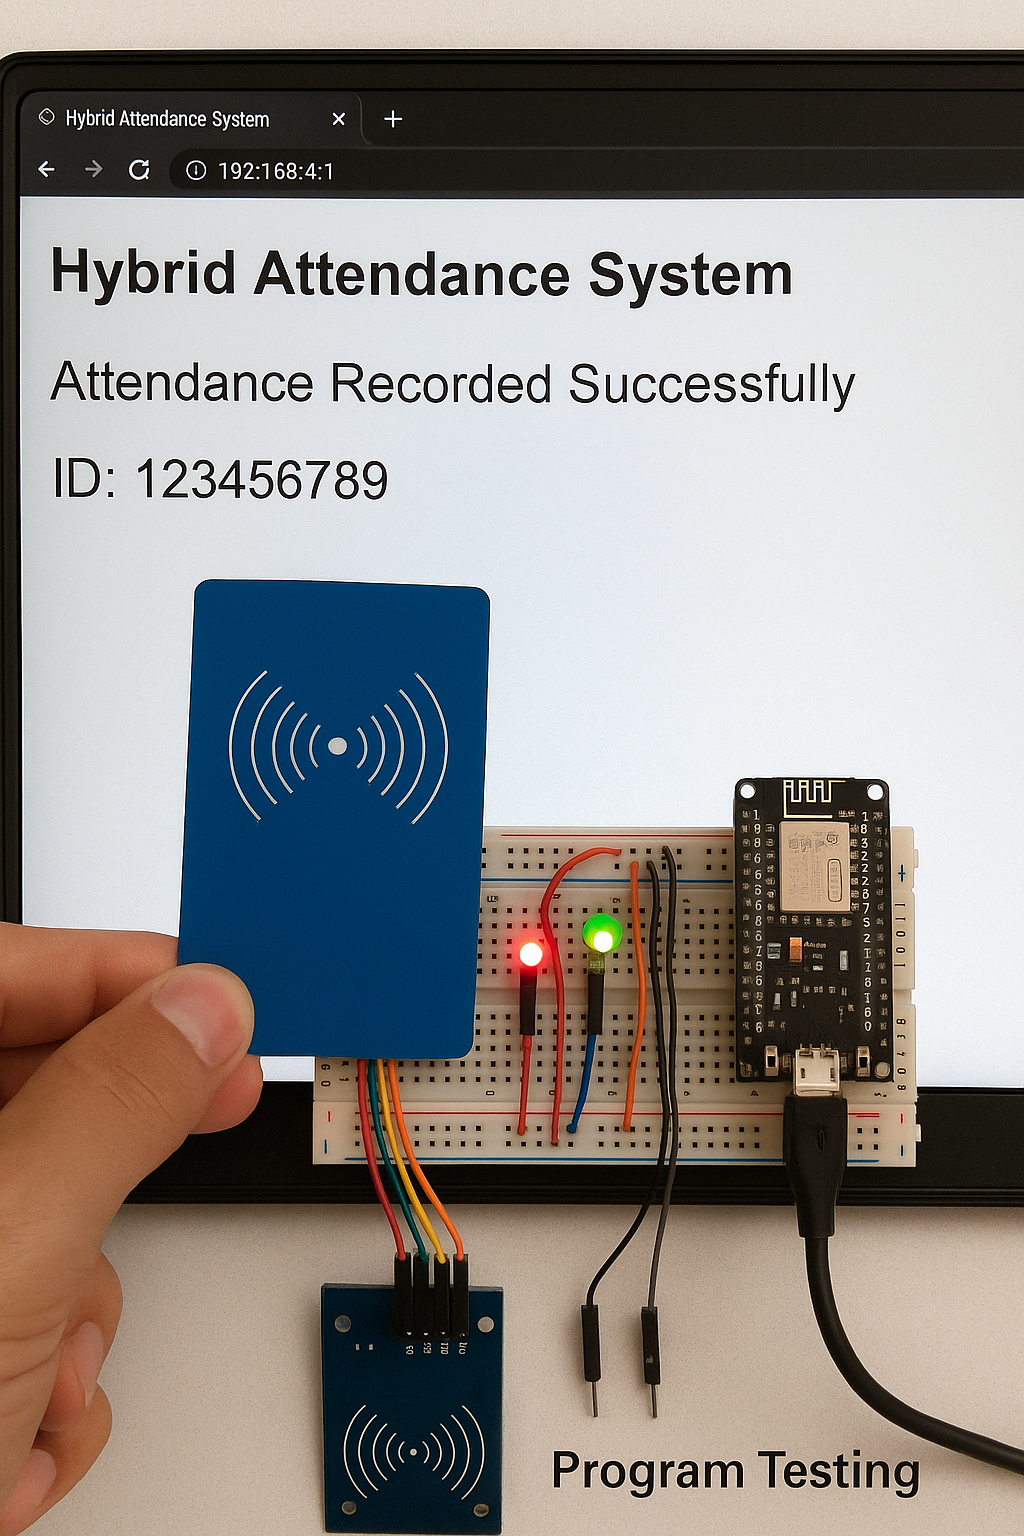 Hybrid Attendance System
192:168:4:1
Hybrid Attendance System
Attendance Recorded Successfully
ID: 123456789
Program Testing